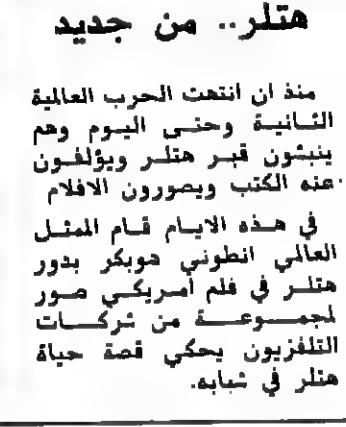 هتلر.. من جديد
منذ ان انتهت الحرب العالمية
الثانية وحتى اليوم وهم
ينبشون قبر هتلر ويؤلفون
عنه الكتب ويصورون الافلام
في هذه الايام قام الممثل
العالمي انطوني هوبكر بدور
هتلر في فلم امريكي صور
لمجموعة من شركات
التلفزيون يحكي قصة حياة
هتلر في شبابه.